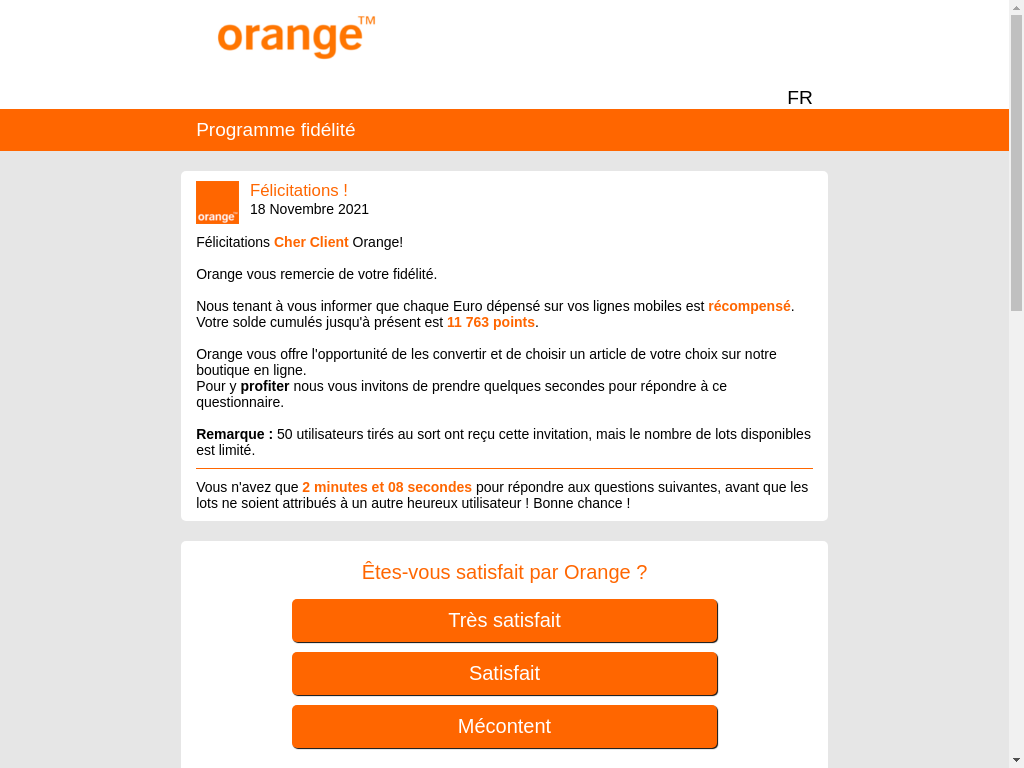 orange™
FR
Programme fidélité
orange™
Félicitations !
18 Novembre 2021
Félicitations Cher Client Orange!
Orange vous remercie de votre fidélité.
Nous tenant à vous informer que chaque Euro dépensé sur vos lignes mobiles est récompensé.
Votre solde cumulés jusqu'à présent est 11 763 points.
Orange vous offre l'opportunité de les convertir et de choisir un article de votre choix sur notre
boutique en ligne.
Pour y profiter nous vous invitons de prendre quelques secondes pour répondre à ce
questionnaire.
Remarque : 50 utilisateurs tirés au sort ont reçu cette invitation, mais le nombre de lots disponibles
est limité.
Vous n'avez que 2 minutes et 08 secondes pour répondre aux questions suivantes, avant que les
lots ne soient attribués à un autre heureux utilisateur ! Bonne chance !
Êtes-vous satisfait par Orange ?
Très satisfait
Satisfait
Mécontent